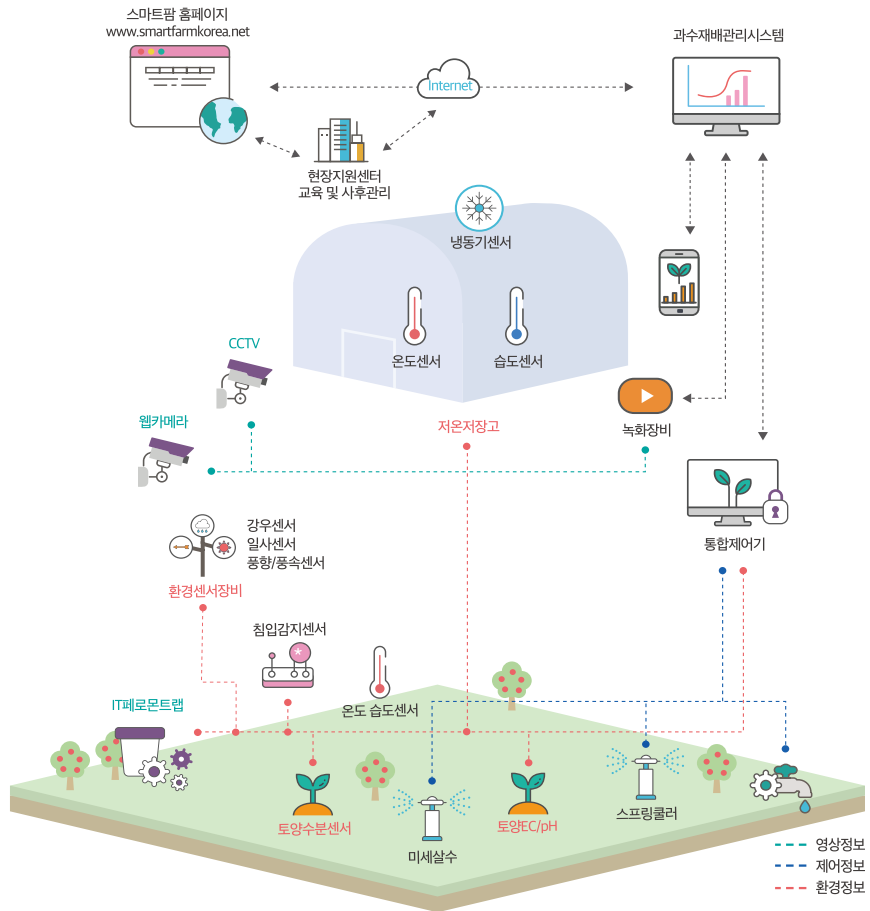 스마트팜 홈페이지
www.smartfarmkorea.net
과수재배관리시스템
Internet
현장지원센터
교육 및 사후관리
냉동기센서
온도센서
습도센서
CCTV
웹카메라
저온저장고
녹화장비
통합제어기
강우센서
일사센서
풍향/풍속센서
환경센서장비
침입감지센서
온도 습도센서
IT페로몬트랩
토양수분센서
미세살수
토양EC/pH
스프링쿨러
영상정보
제어정보
환경정보